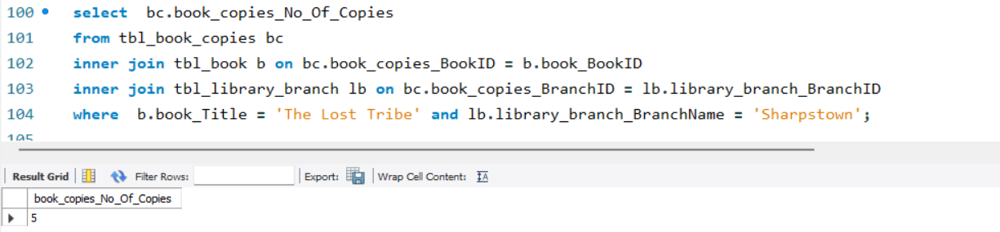 100 select bc.book_copies_No_Of_Copies
101 from tbl_book_copies bc
102 inner join tbl_book b on bc.book_copies_BookID = b.book_BookID
103 inner join tbl_library_branch lb on bc.book_copies_BranchID = lb.library_branch_BranchID
104 where b.book_Title = 'The Lost Tribe' and lb.library_branch_BranchName = 'Sharpstown';
105
Result Grid Filter Rows: Export: Wrap Cell Content: IA
book_copies_No_Of_Copies
5